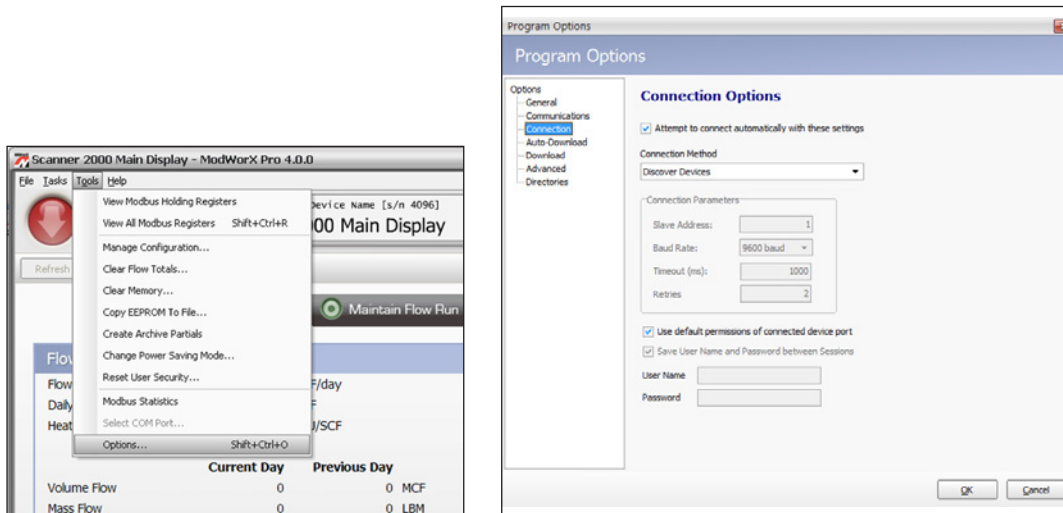 Scanner 2000 Main Display - ModWorX Pro 4.0.0
File Tasks Tools Help
View Modbus Holding Registers
View All Modbus Registers Shift+Ctrl+R
Manage Configuration...
Clear Flow Totals...
Clear Memory...
Copy EEPROM To File...
Create Archive Partials
Change Power Saving Mode...
Reset User Security...
Modbus Statistics
Select COM Port...
Options... Shift+Ctrl+O
Device Name [s/n 4096]
00 Main Display
Refresh
Maintain Flow Run
Flow
Flow F/day
Daily F
Heat J/SCF
Current Day Previous Day
Volume Flow 0 0 MCF
Mass Flow 0 0 LBM
Program Options
Program Options
Options
General
Communications
Connection
Auto-Download
Download
Advanced
Directories
Connection Options
Attempt to connect automatically with these settings
Connection Method
Discover Devices
Connection Parameters
Slave Address: 1
Baud Rate: 9600 baud
Timeout (ms): 1000
Retries 2
Use default permissions of connected device port
Save User Name and Password between Sessions
User Name
Password
OK Cancel